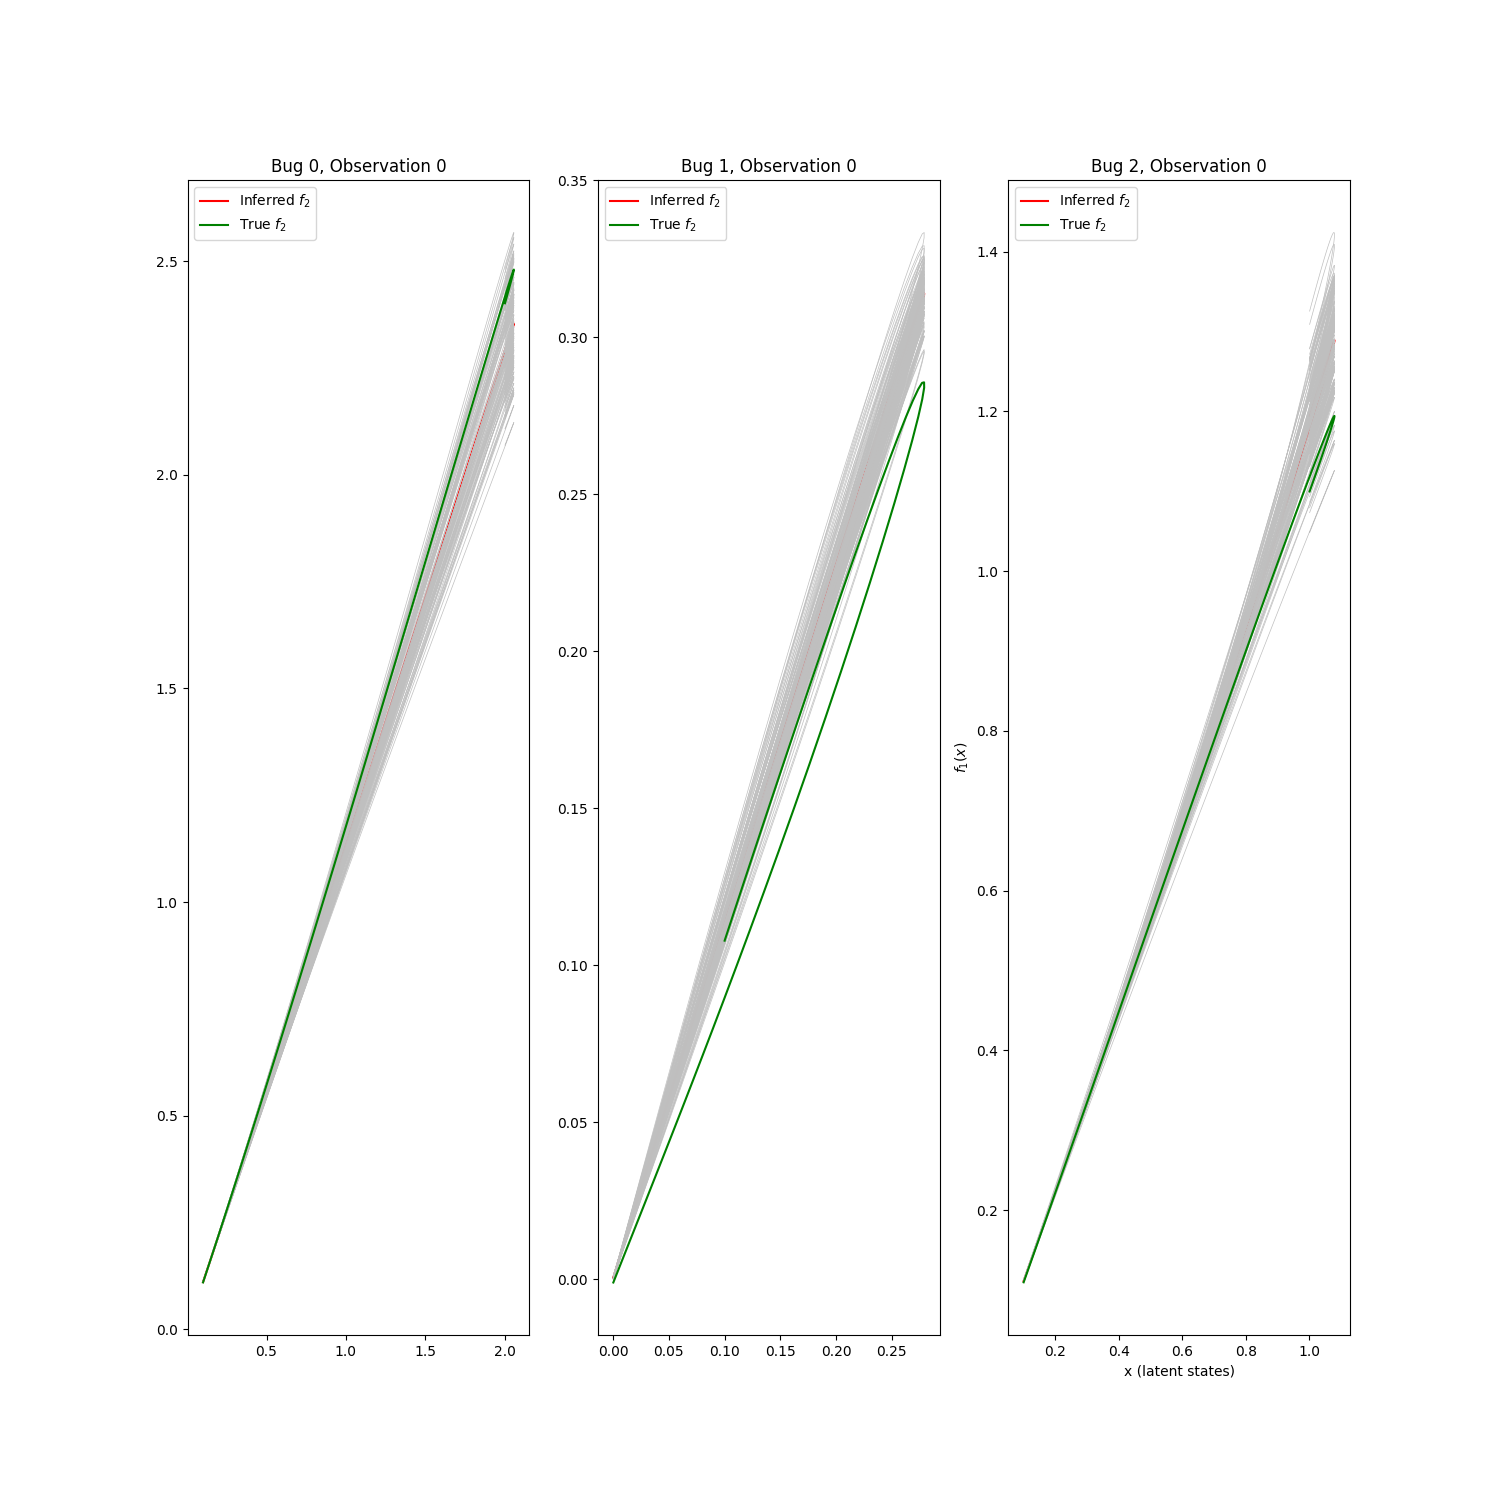 Bug 0, Observation 0
Inferred f₂
True f₂
2.5
2.0
1.5
1.0
0.5
0.0
0.5 1.0 1.5 2.0
Bug 1, Observation 0
Inferred f₂
True f₂
0.35
0.30
0.25
0.20
0.15
0.10
0.05
0.00
0.00 0.05 0.10 0.15 0.20 0.25
Bug 2, Observation 0
Inferred f₂
True f₂
f₁(x)
1.4
1.2
1.0
0.8
0.6
0.4
0.2
0.2 0.4 0.6 0.8 1.0
x (latent states)